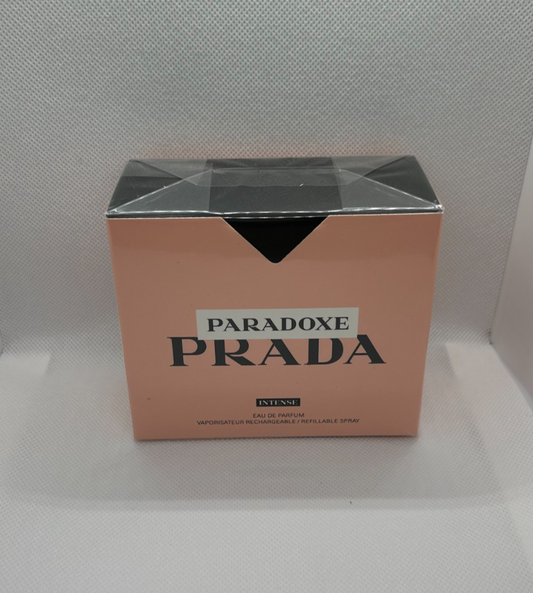 PARADOXE
PRADA
INTENSE
EAU DE PARFUM
VAPORISATEUR RECHARGEABLE / REFILLABLE SPRAY